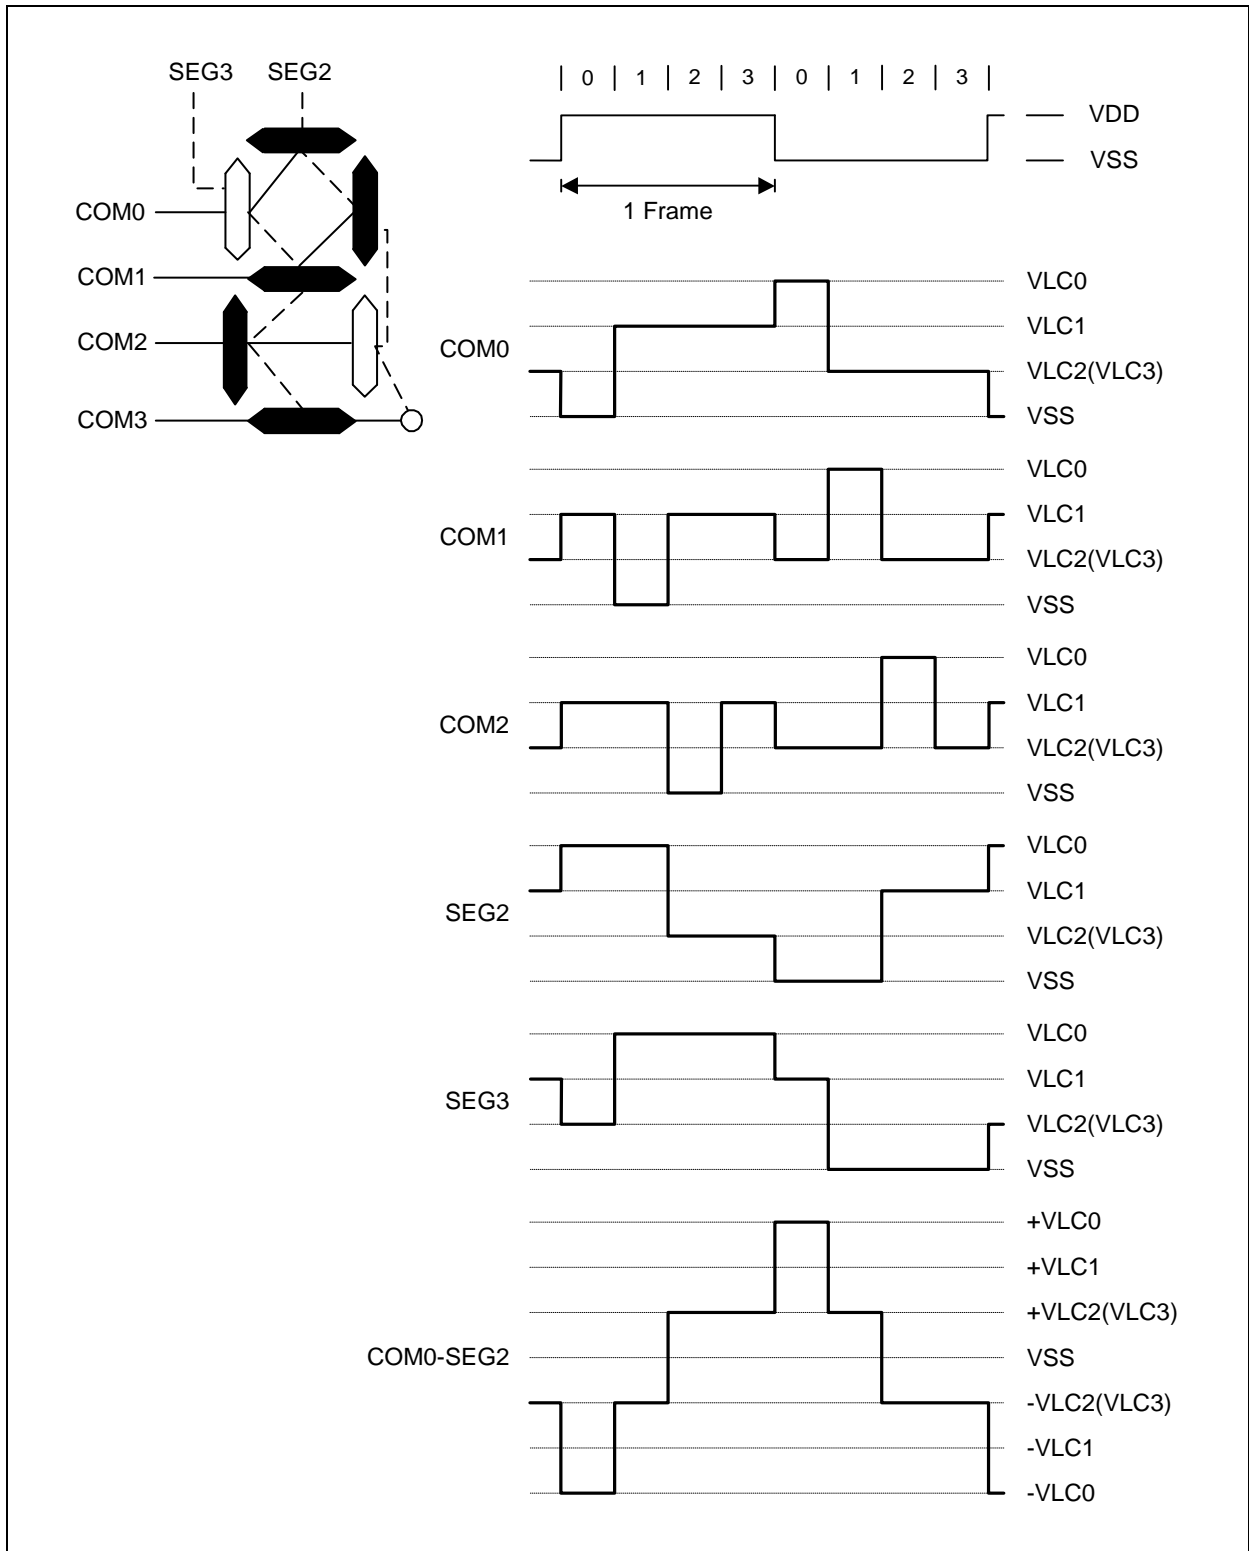 SEG3 SEG2
COM0
COM1
COM2
COM3
0 1 2 3 0 1 2 3
VDD
VSS
1 Frame
COM0
VLC0
VLC1
VLC2(VLC3)
VSS
COM1
VLC0
VLC1
VLC2(VLC3)
VSS
COM2
VLC0
VLC1
VLC2(VLC3)
VSS
SEG2
VLC0
VLC1
VLC2(VLC3)
VSS
SEG3
VLC0
VLC1
VLC2(VLC3)
VSS
COM0-SEG2
+VLC0
+VLC1
+VLC2(VLC3)
VSS
-VLC2(VLC3)
-VLC1
-VLC0